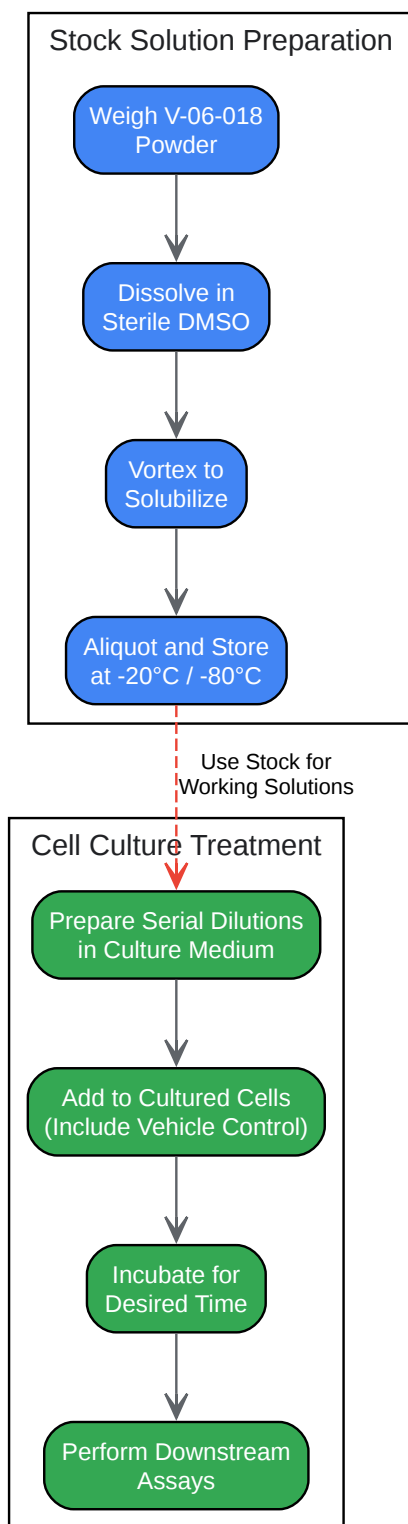 Stock Solution Preparation
Weigh V-06-018
Powder
Dissolve in
Sterile DMSO
Vortex to
Solubilize
Aliquot and Store
at -20°C / -80°C
Use Stock for
Working Solutions
Cell Culture Treatment
Prepare Serial Dilutions
in Culture Medium
Add to Cultured Cells
(Include Vehicle Control)
Incubate for
Desired Time
Perform Downstream
Assays